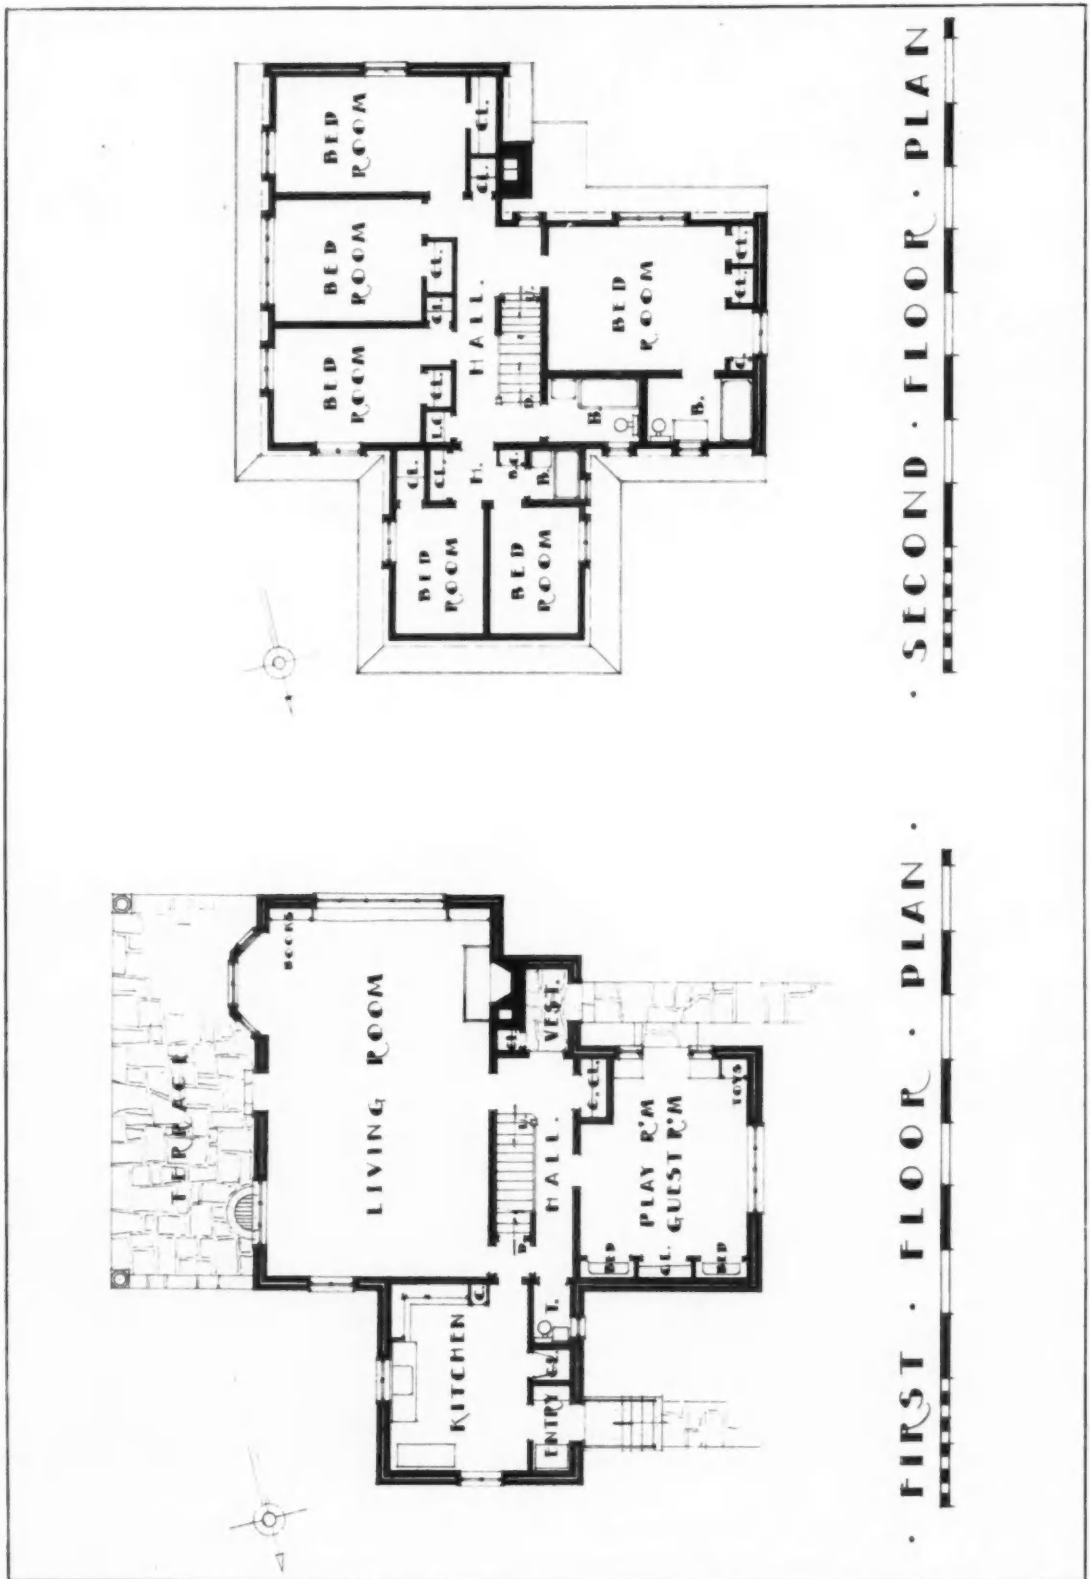 BED
ROOM
CL.
CL.
BED
ROOM
CL.
CL.
BED
ROOM
CL.
L.C
HALL.
U.
D.
BED
ROOM
CL.
CL.
C.
B.
B.
CL.
CL.
H.
B.C.
B.
BED
ROOM
BED
ROOM
· SECOND · FLOOR · PLAN
TERRACE
BOOKS
LIVING ROOM
CL.
VEST.
C.CL.
U.
HALL.
D.
PLAY R'M
GUEST R'M
TOYS
BED
CL.
BED
KITCHEN
C.
T.
CL.
ENTRY
· FIRST · FLOOR · PLAN ·